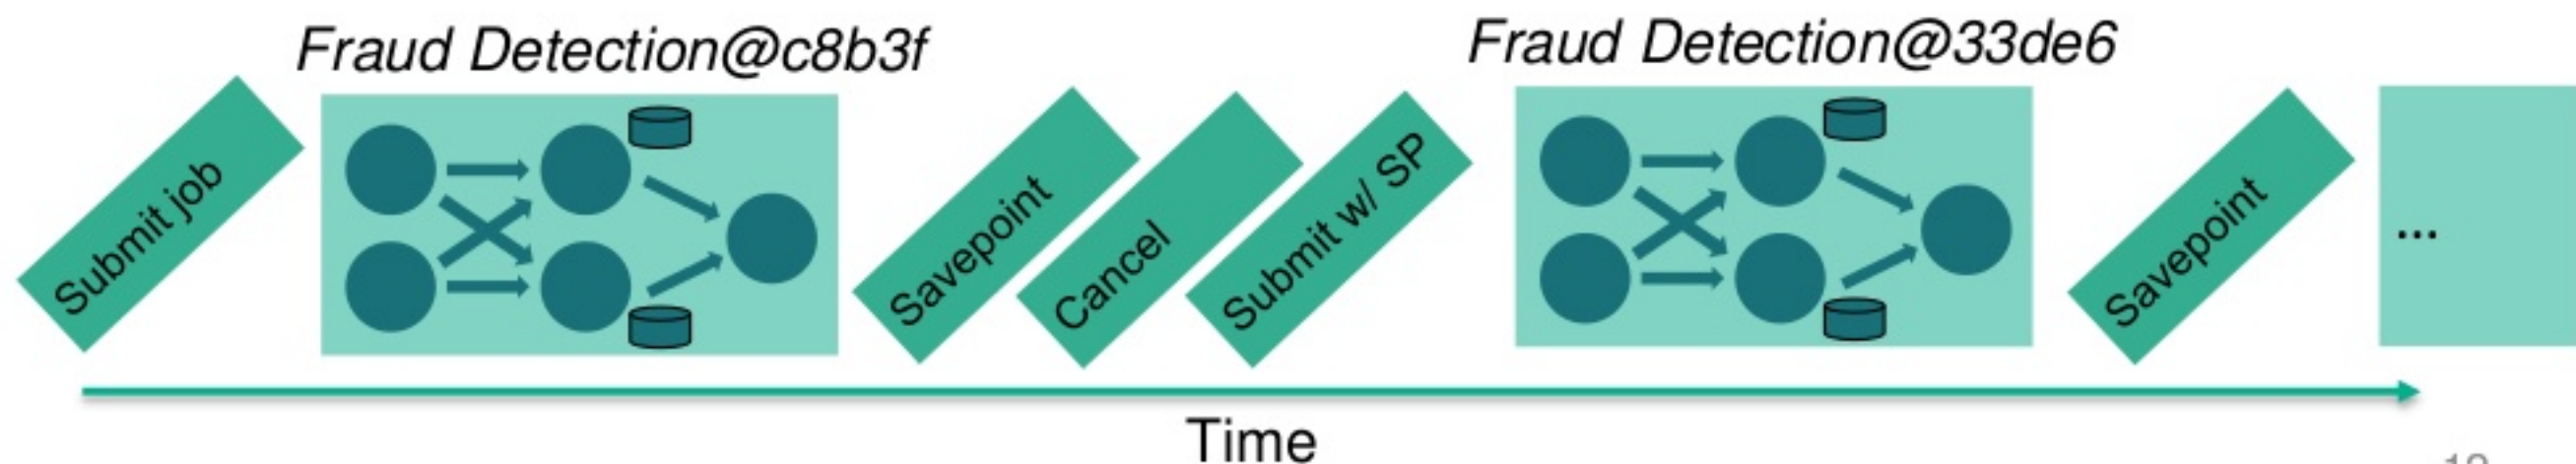 Fraud Detection@c8b3f
Fraud Detection@33de6
Submit job
Savepoint
Cancel
Submit w/ SP
Savepoint
...
Time